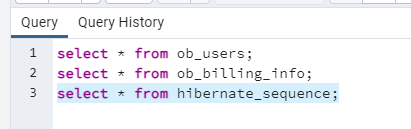 Query Query History
1 select * from ob_users;
2 select * from ob_billing_info;
3 select * from hibernate_sequence;